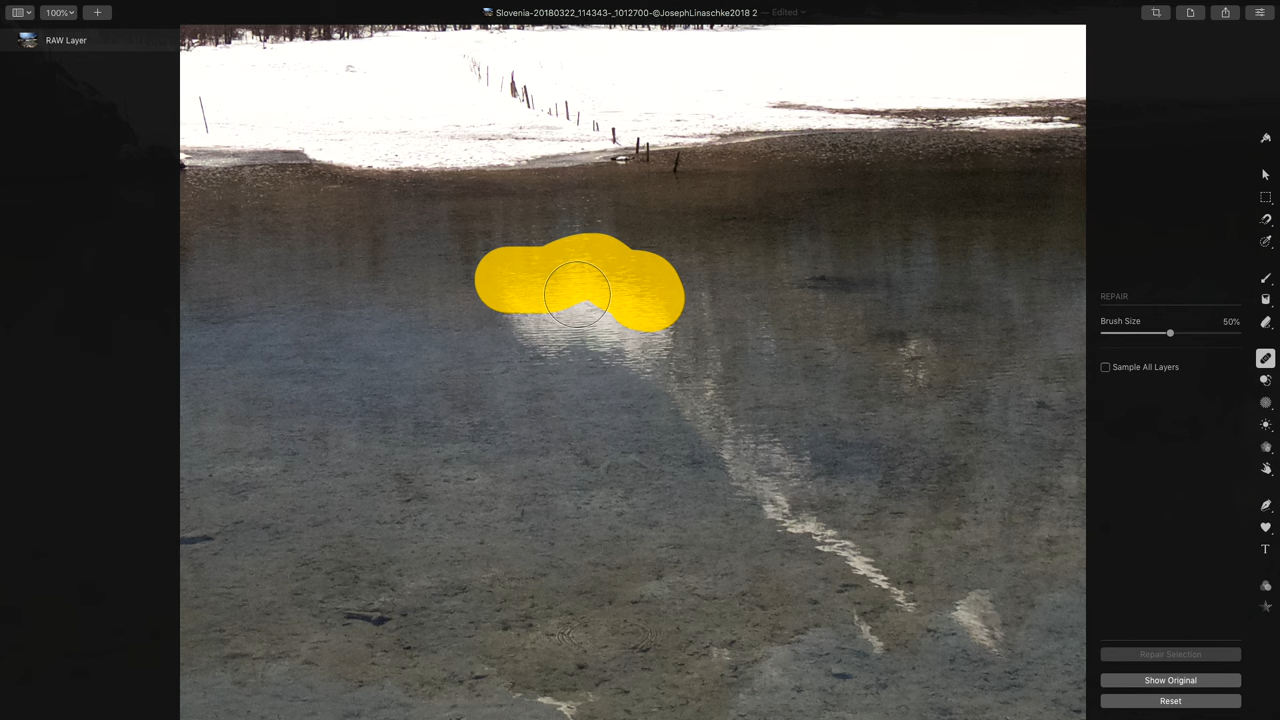 100%
Slovenia-20180322_114343-_1012700-©JosephLinaschke2018 2 — Edited
RAW Layer
REPAIR
Brush Size 50%
Sample All Layers
T
Repair Selection
Show Original
Reset